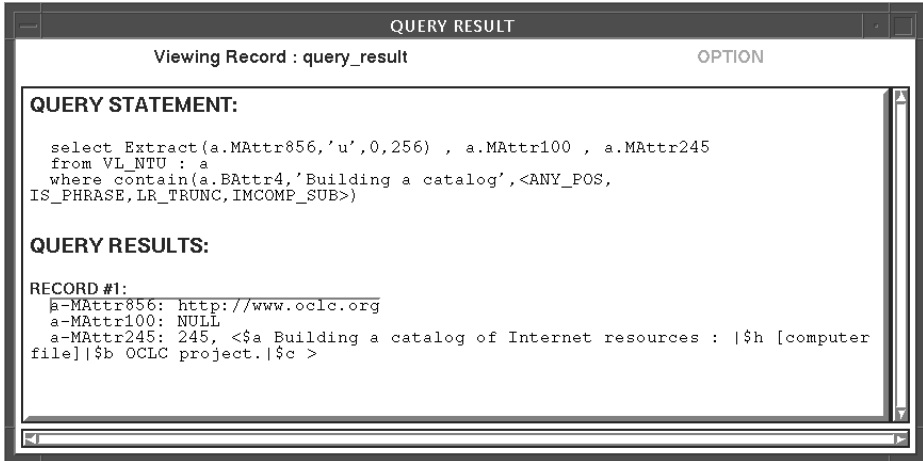 QUERY RESULT
Viewing Record : query_result OPTION
QUERY STATEMENT:
select Extract(a.MAttr856,'u',0,256) , a.MAttr100 , a.MAttr245
from VL_NTU : a
where contain(a.BAttr4,'Building a catalog',<ANY_POS,
IS_PHRASE,LR_TRUNC,IMCOMP_SUB>)
QUERY RESULTS:
RECORD #1:
a-MAttr856: http://www.oclc.org
a-MAttr100: NULL
a-MAttr245: 245, <$a Building a catalog of Internet resources : |$h [computer
file]|$b OCLC project.|$c >